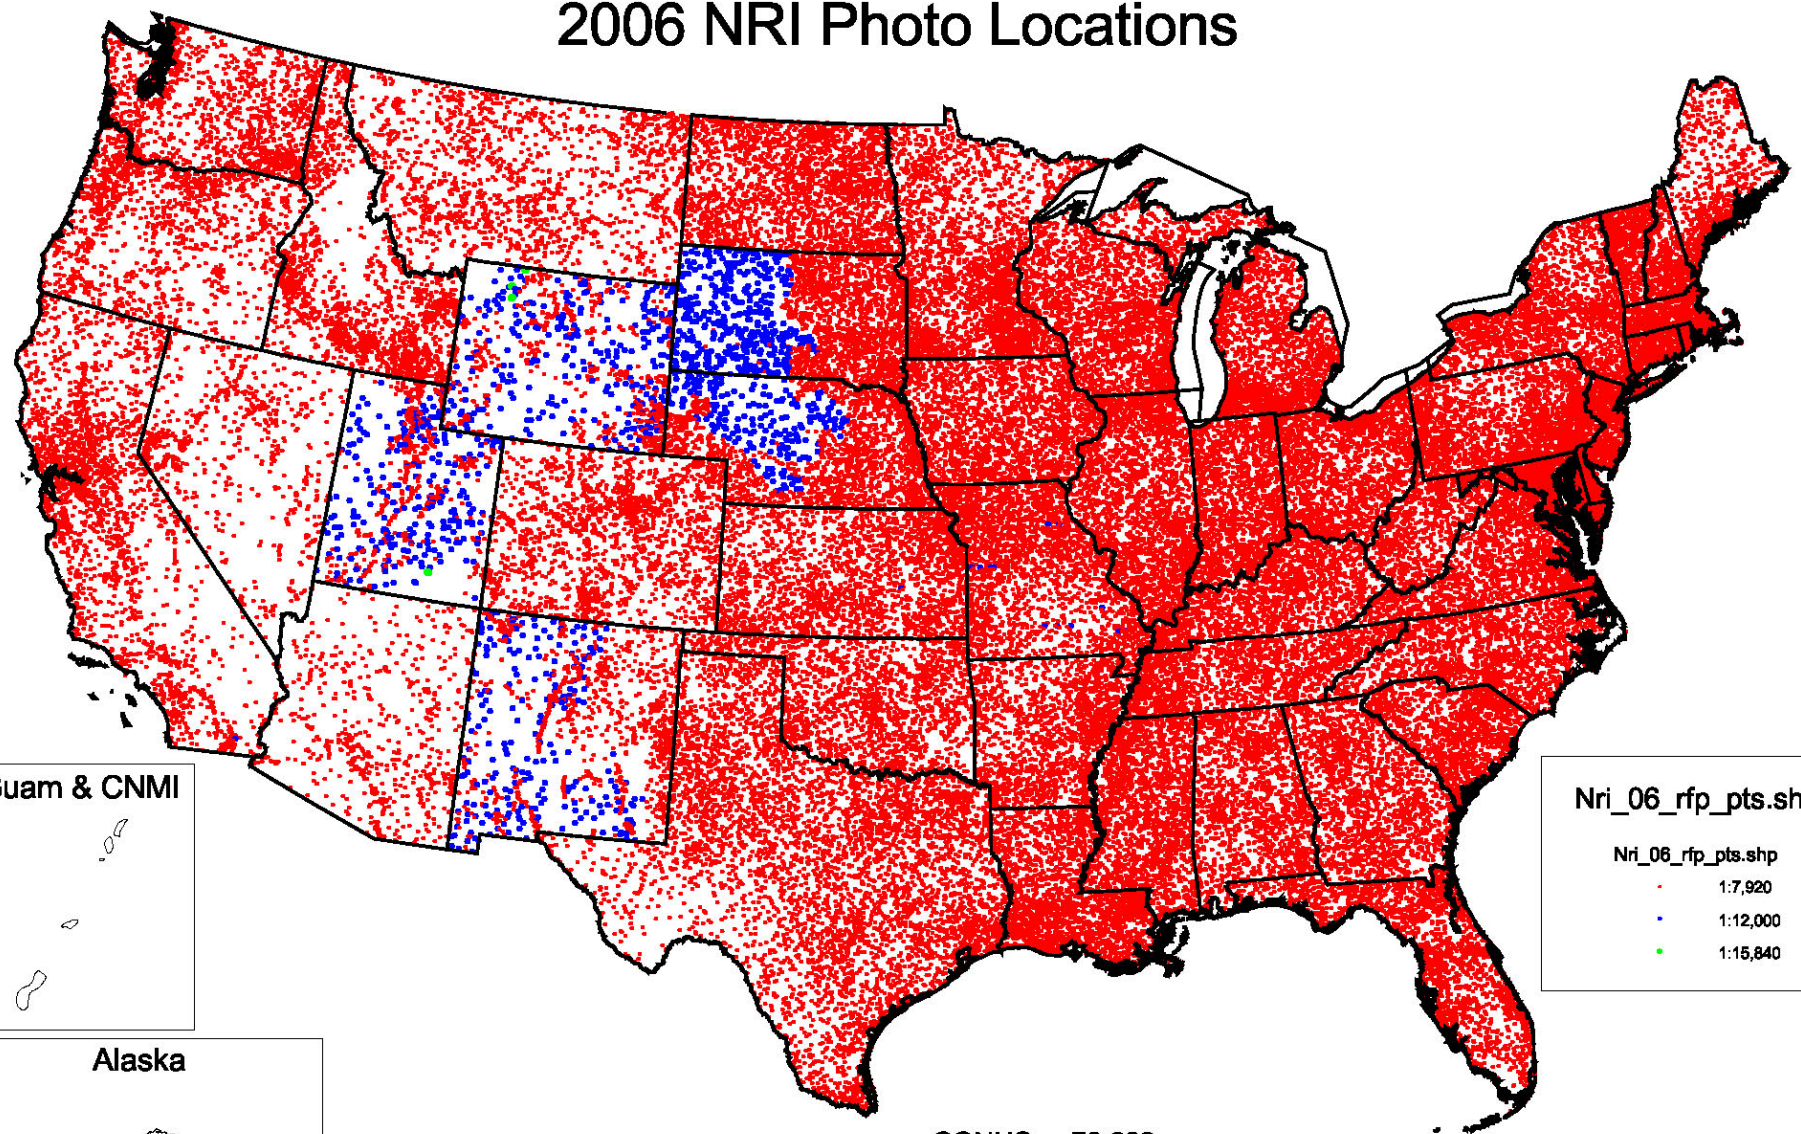 2006 NRI Photo Locations
Guam & CNMI
Nri_06_rfp_pts.sh
Nri_06_rfp_pts.shp
1:7,920
1:12,000
1:15,840
Alaska